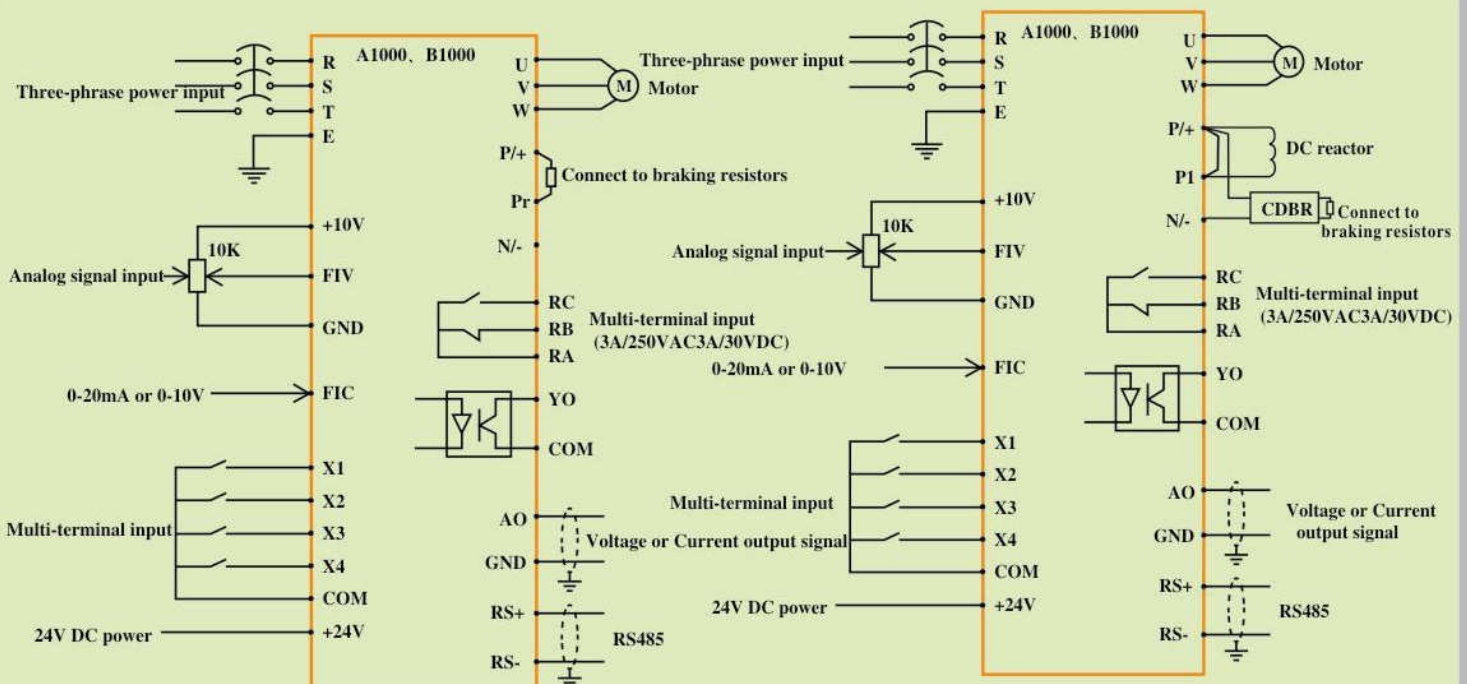 A1000、B1000
Three-phrase power input
R
S
T
E
U
V
W
M
Motor
P/+
Pr
Connect to braking resistors
N/-
+10V
10K
Analog signal input
FIV
GND
RC
RB
RA
Multi-terminal input
(3A/250VAC3A/30VDC)
0-20mA or 0-10V
FIC
YO
COM
X1
X2
X3
X4
Multi-terminal input
COM
24V DC power
+24V
AO
GND
Voltage or Current output signal
RS+
RS-
RS485
A1000、B1000
Three-phrase power input
R
S
T
E
U
V
W
M
Motor
P/+
P1
DC reactor
N/-
CDBR
Connect to
braking resistors
+10V
10K
Analog signal input
FIV
GND
RC
RB
RA
Multi-terminal input
(3A/250VAC3A/30VDC)
0-20mA or 0-10V
FIC
YO
COM
X1
X2
X3
X4
Multi-terminal input
COM
24V DC power
+24V
AO
GND
Voltage or Current
output signal
RS+
RS-
RS485